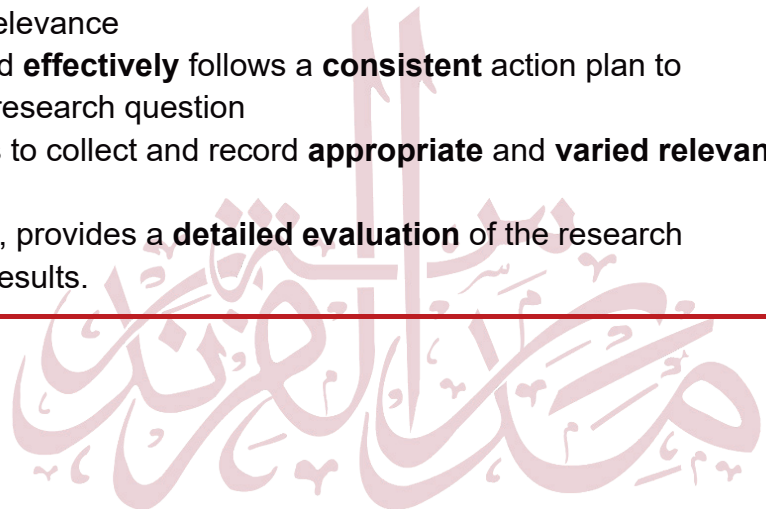 elevance
d effectively follows a consistent action plan to
research question
s to collect and record appropriate and varied relevan
, provides a detailed evaluation of the research
esults.